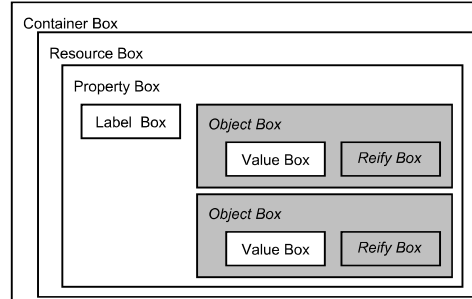 Container Box
Resource Box
Property Box
Label Box
Object Box
Value Box Reify Box
Object Box
Value Box Reify Box